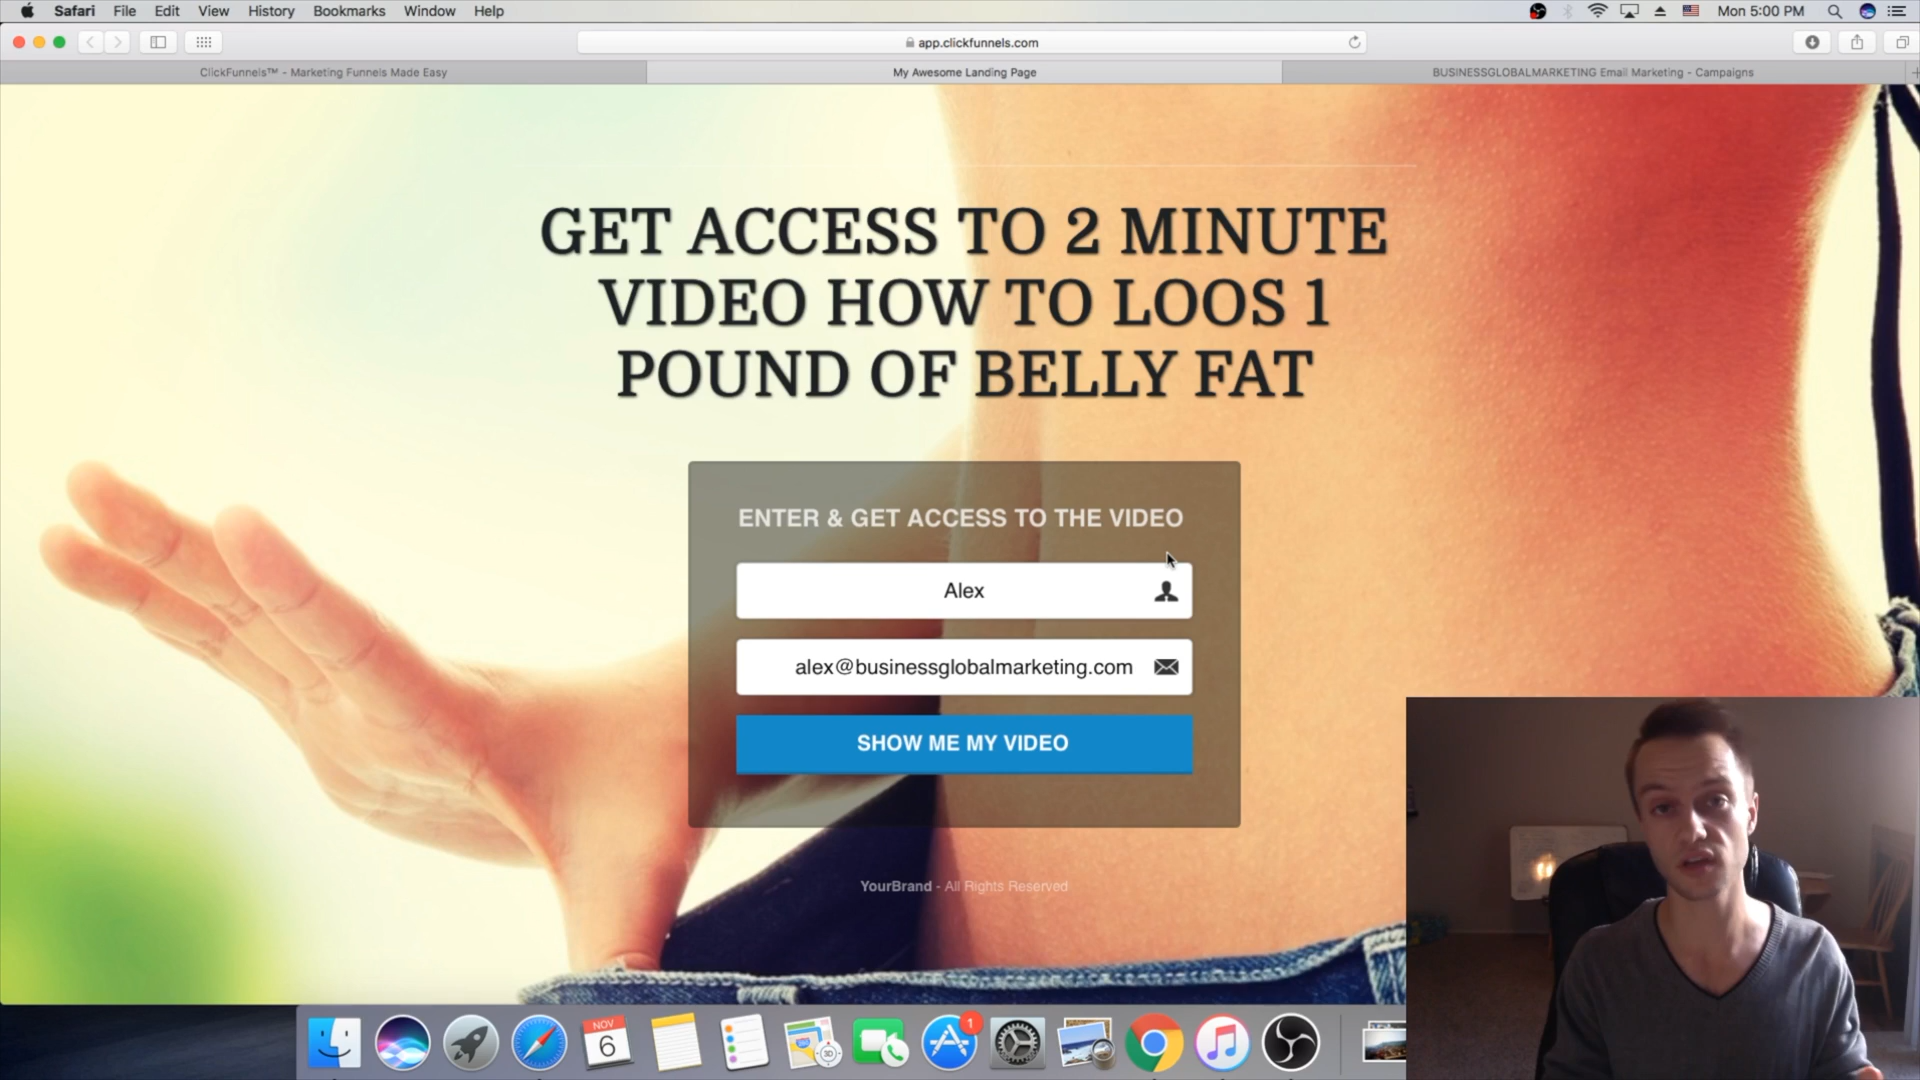 Safari File Edit View History Bookmarks Window Help Mon 5:00 PM
app.clickfunnels.com
ClickFunnels™ - Marketing Funnels Made Easy
My Awesome Landing Page
BUSINESSGLOBALMARKETING Email Marketing - Campaigns
GET ACCESS TO 2 MINUTE
VIDEO HOW TO LOOS 1
POUND OF BELLY FAT
ENTER & GET ACCESS TO THE VIDEO
Alex
alex@businessglobalmarketing.com
SHOW ME MY VIDEO
YourBrand - All Rights Reserved
NOV
6
3D
1